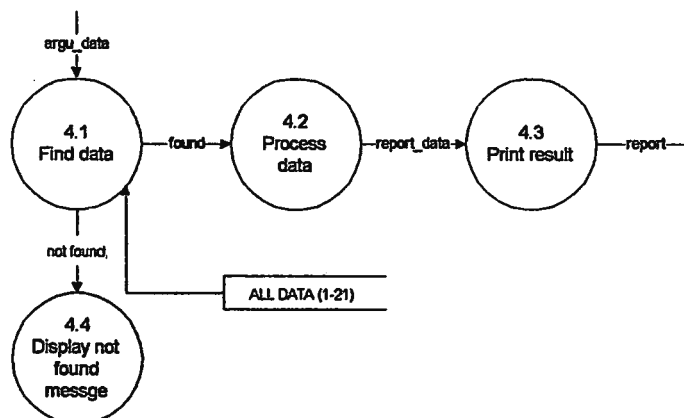 argu_data
4.1
Find data
found
4.2
Process
data
report_data
4.3
Print result
report
not found,
ALL DATA (1-21)
4.4
Display not
found
messge